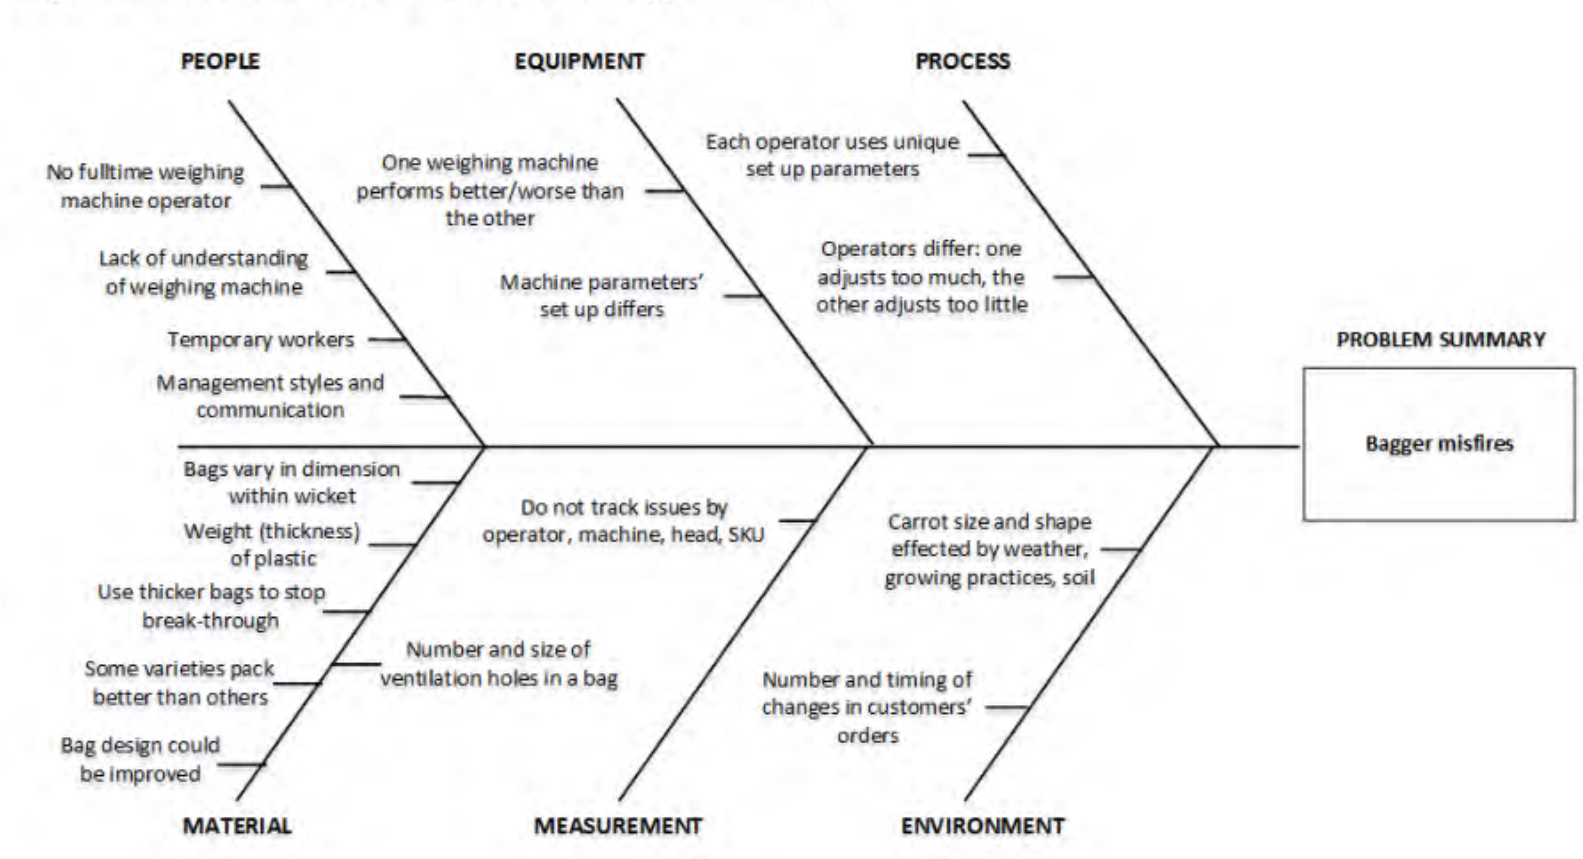 PEOPLE
EQUIPMENT
PROCESS
No fulltime weighing
machine operator
Lack of understanding
of weighing machine
Temporary workers
Management styles and
communication
One weighing machine
performs better/worse than
the other
Machine parameters'
set up differs
Each operator uses unique
set up parameters
Operators differ: one
adjusts too much, the
other adjusts too little
PROBLEM SUMMARY
Bagger misfires
Bags vary in dimension
within wicket
Weight (thickness)
of plastic
Use thicker bags to stop
break-through
Some varieties pack
better than others
Bag design could
be improved
Number and size of
ventilation holes in a bag
Do not track issues by
operator, machine, head, SKU
Carrot size and shape
effected by weather,
growing practices, soil
Number and timing of
changes in customers'
orders
MATERIAL
MEASUREMENT
ENVIRONMENT